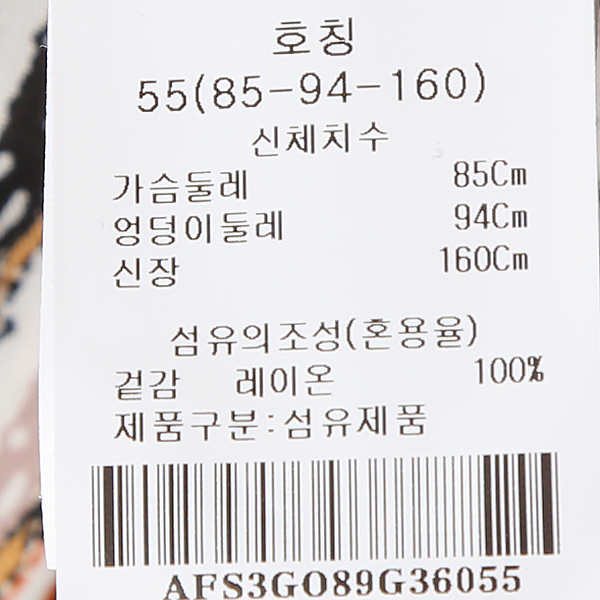 호칭
55(85-94-160)
신체치수
가슴둘레 85Cm
엉덩이둘레 94Cm
신장 160Cm
섬유의조성(혼용율)
겉감 레이온 100%
제품구분:섬유제품
AFS3GO89G36055